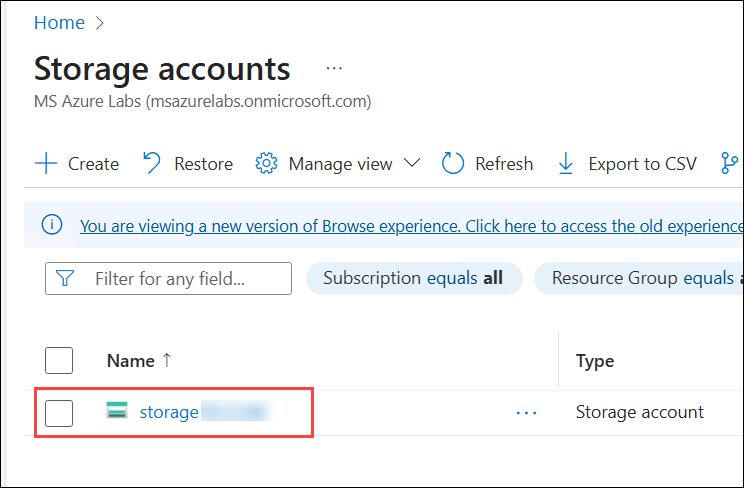 Home >
Storage accounts ...
MS Azure Labs (msazurelabs.onmicrosoft.com)
Create Restore Manage view Refresh Export to CSV
You are viewing a new version of Browse experience. Click here to access the old experience
Filter for any field... Subscription equals all Resource Group equals
Name ↑ Type
storage ... Storage account